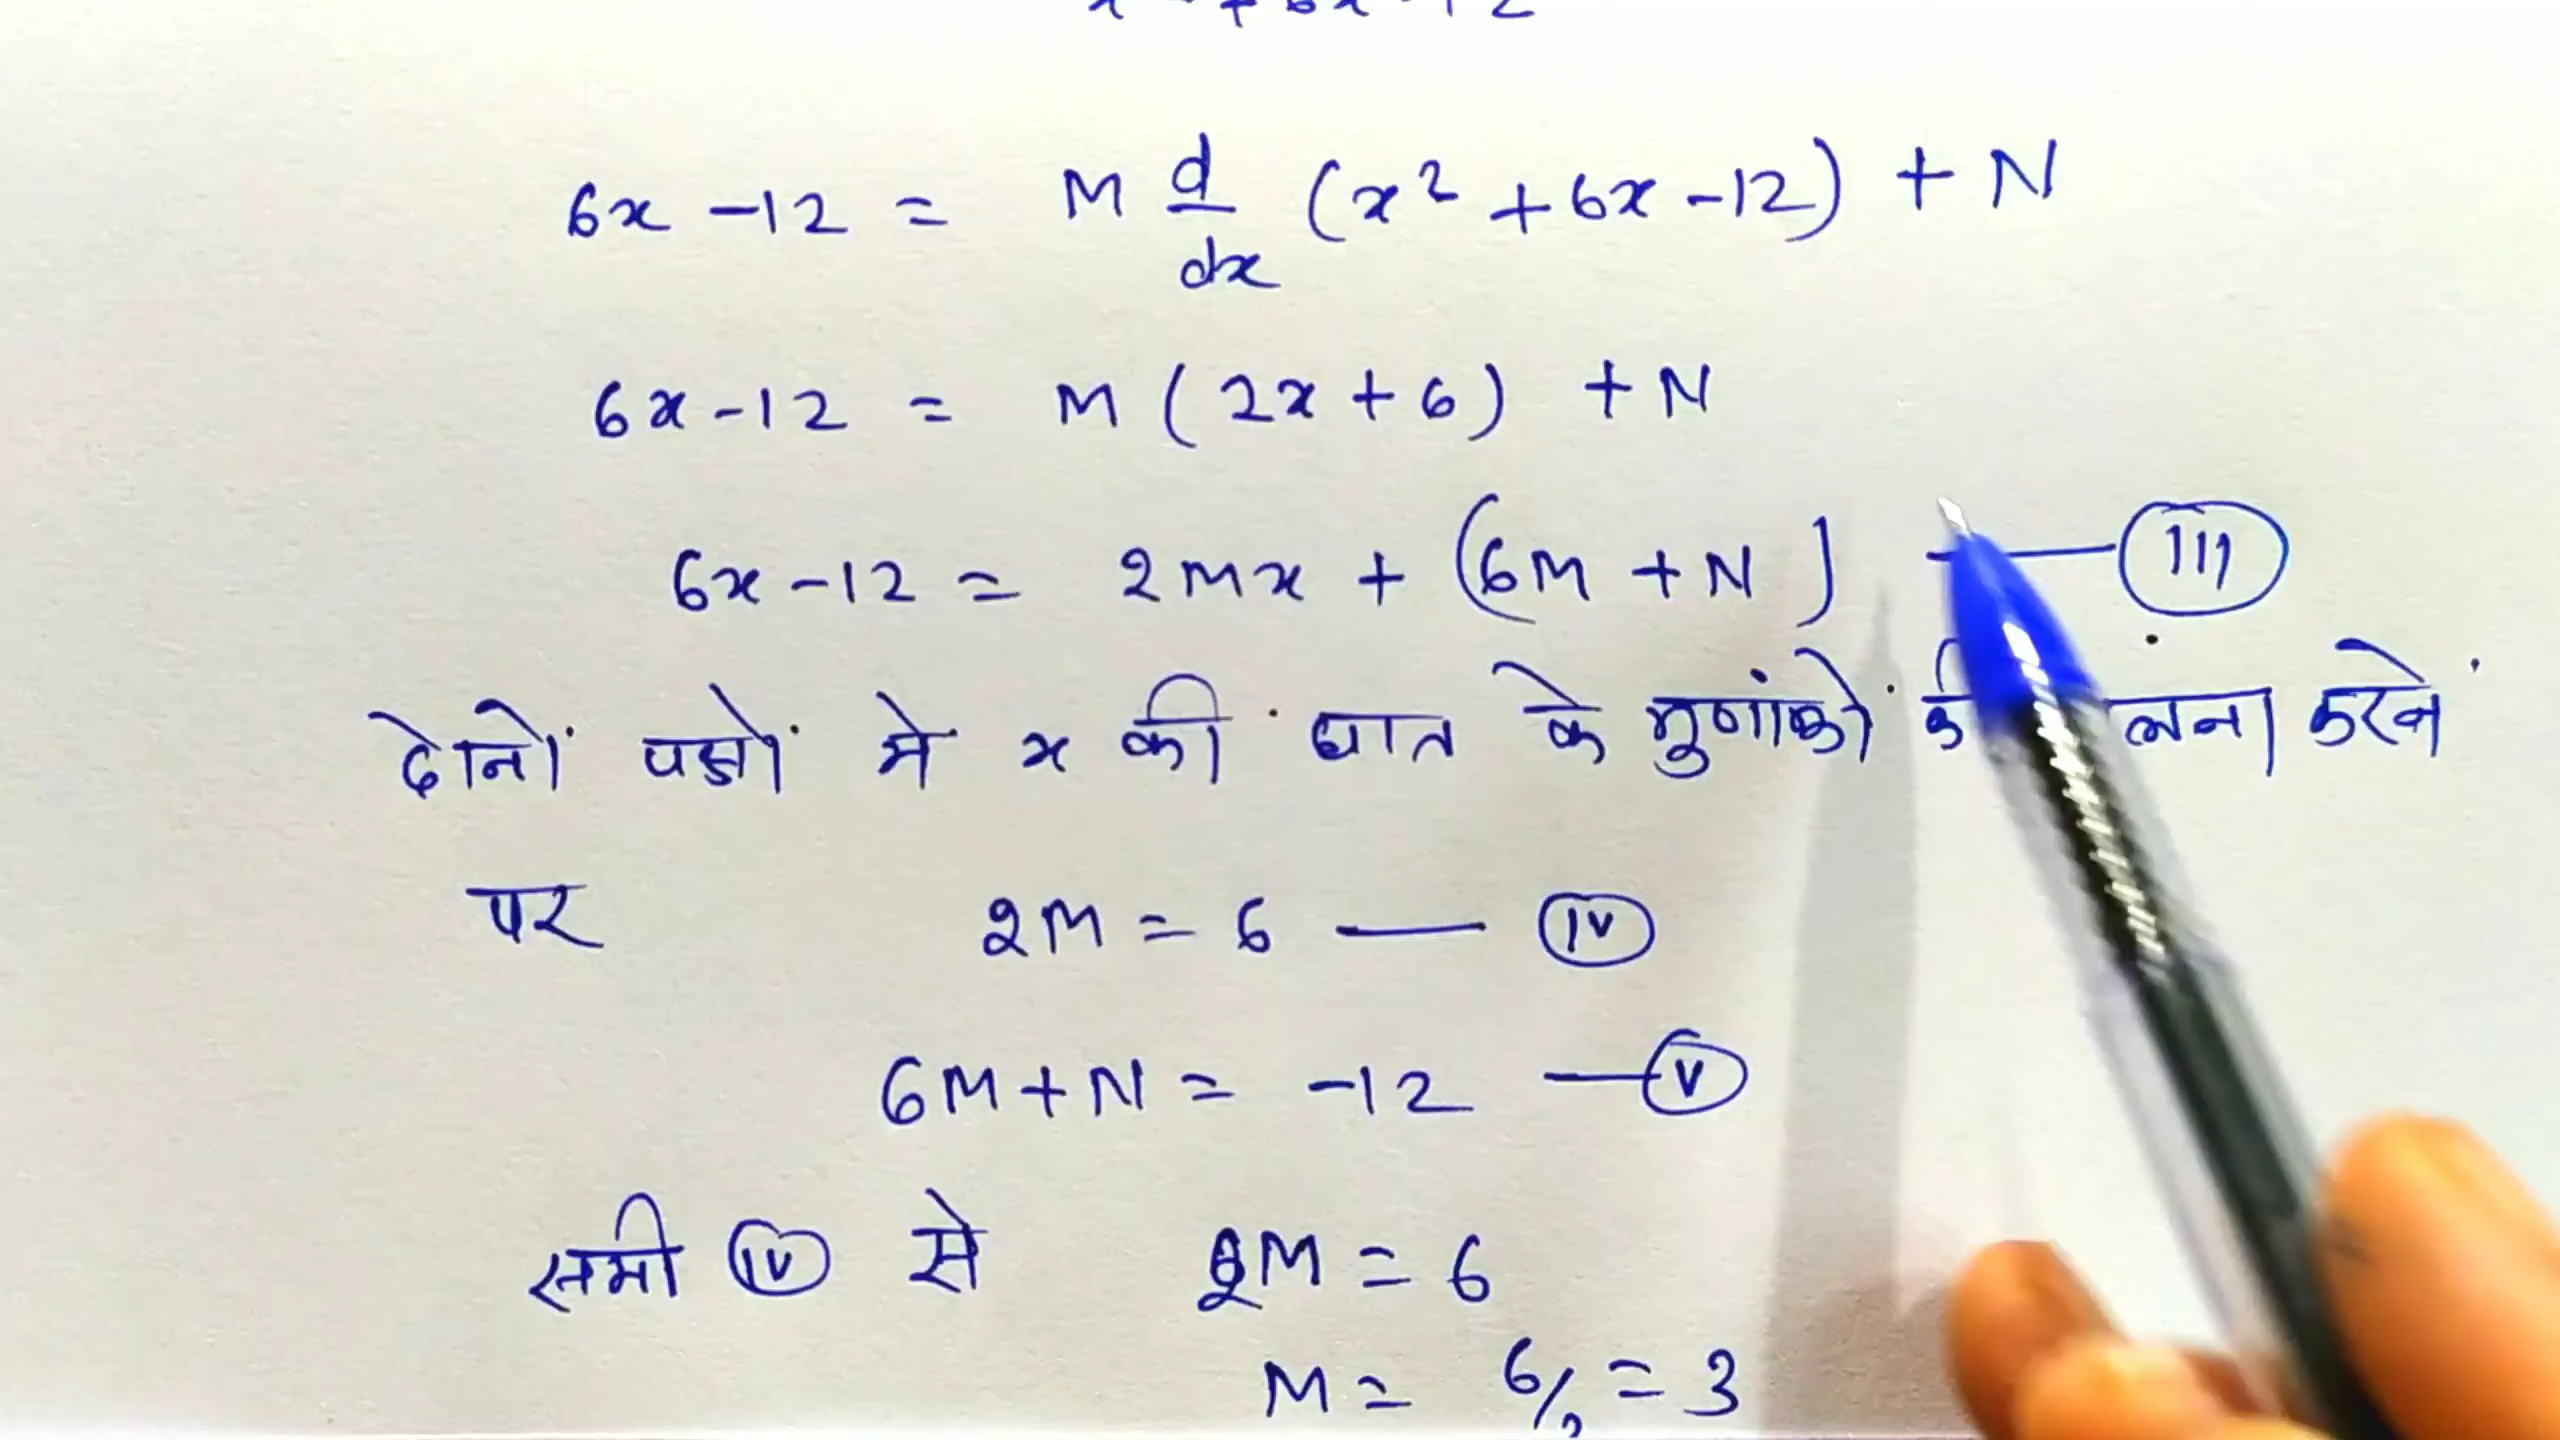 6x - 12 = M d/dx (x² + 6x - 12) + N
6x - 12 = M (2x + 6) + N
6x - 12 = 2Mx + (6M + N) — (III)
दोनों पक्षों में x की घात के गुणांको करने
पर 2M = 6 — (IV)
6M + N = -12 — (V)
समी (IV) से 2M = 6
M = 6/2 = 3